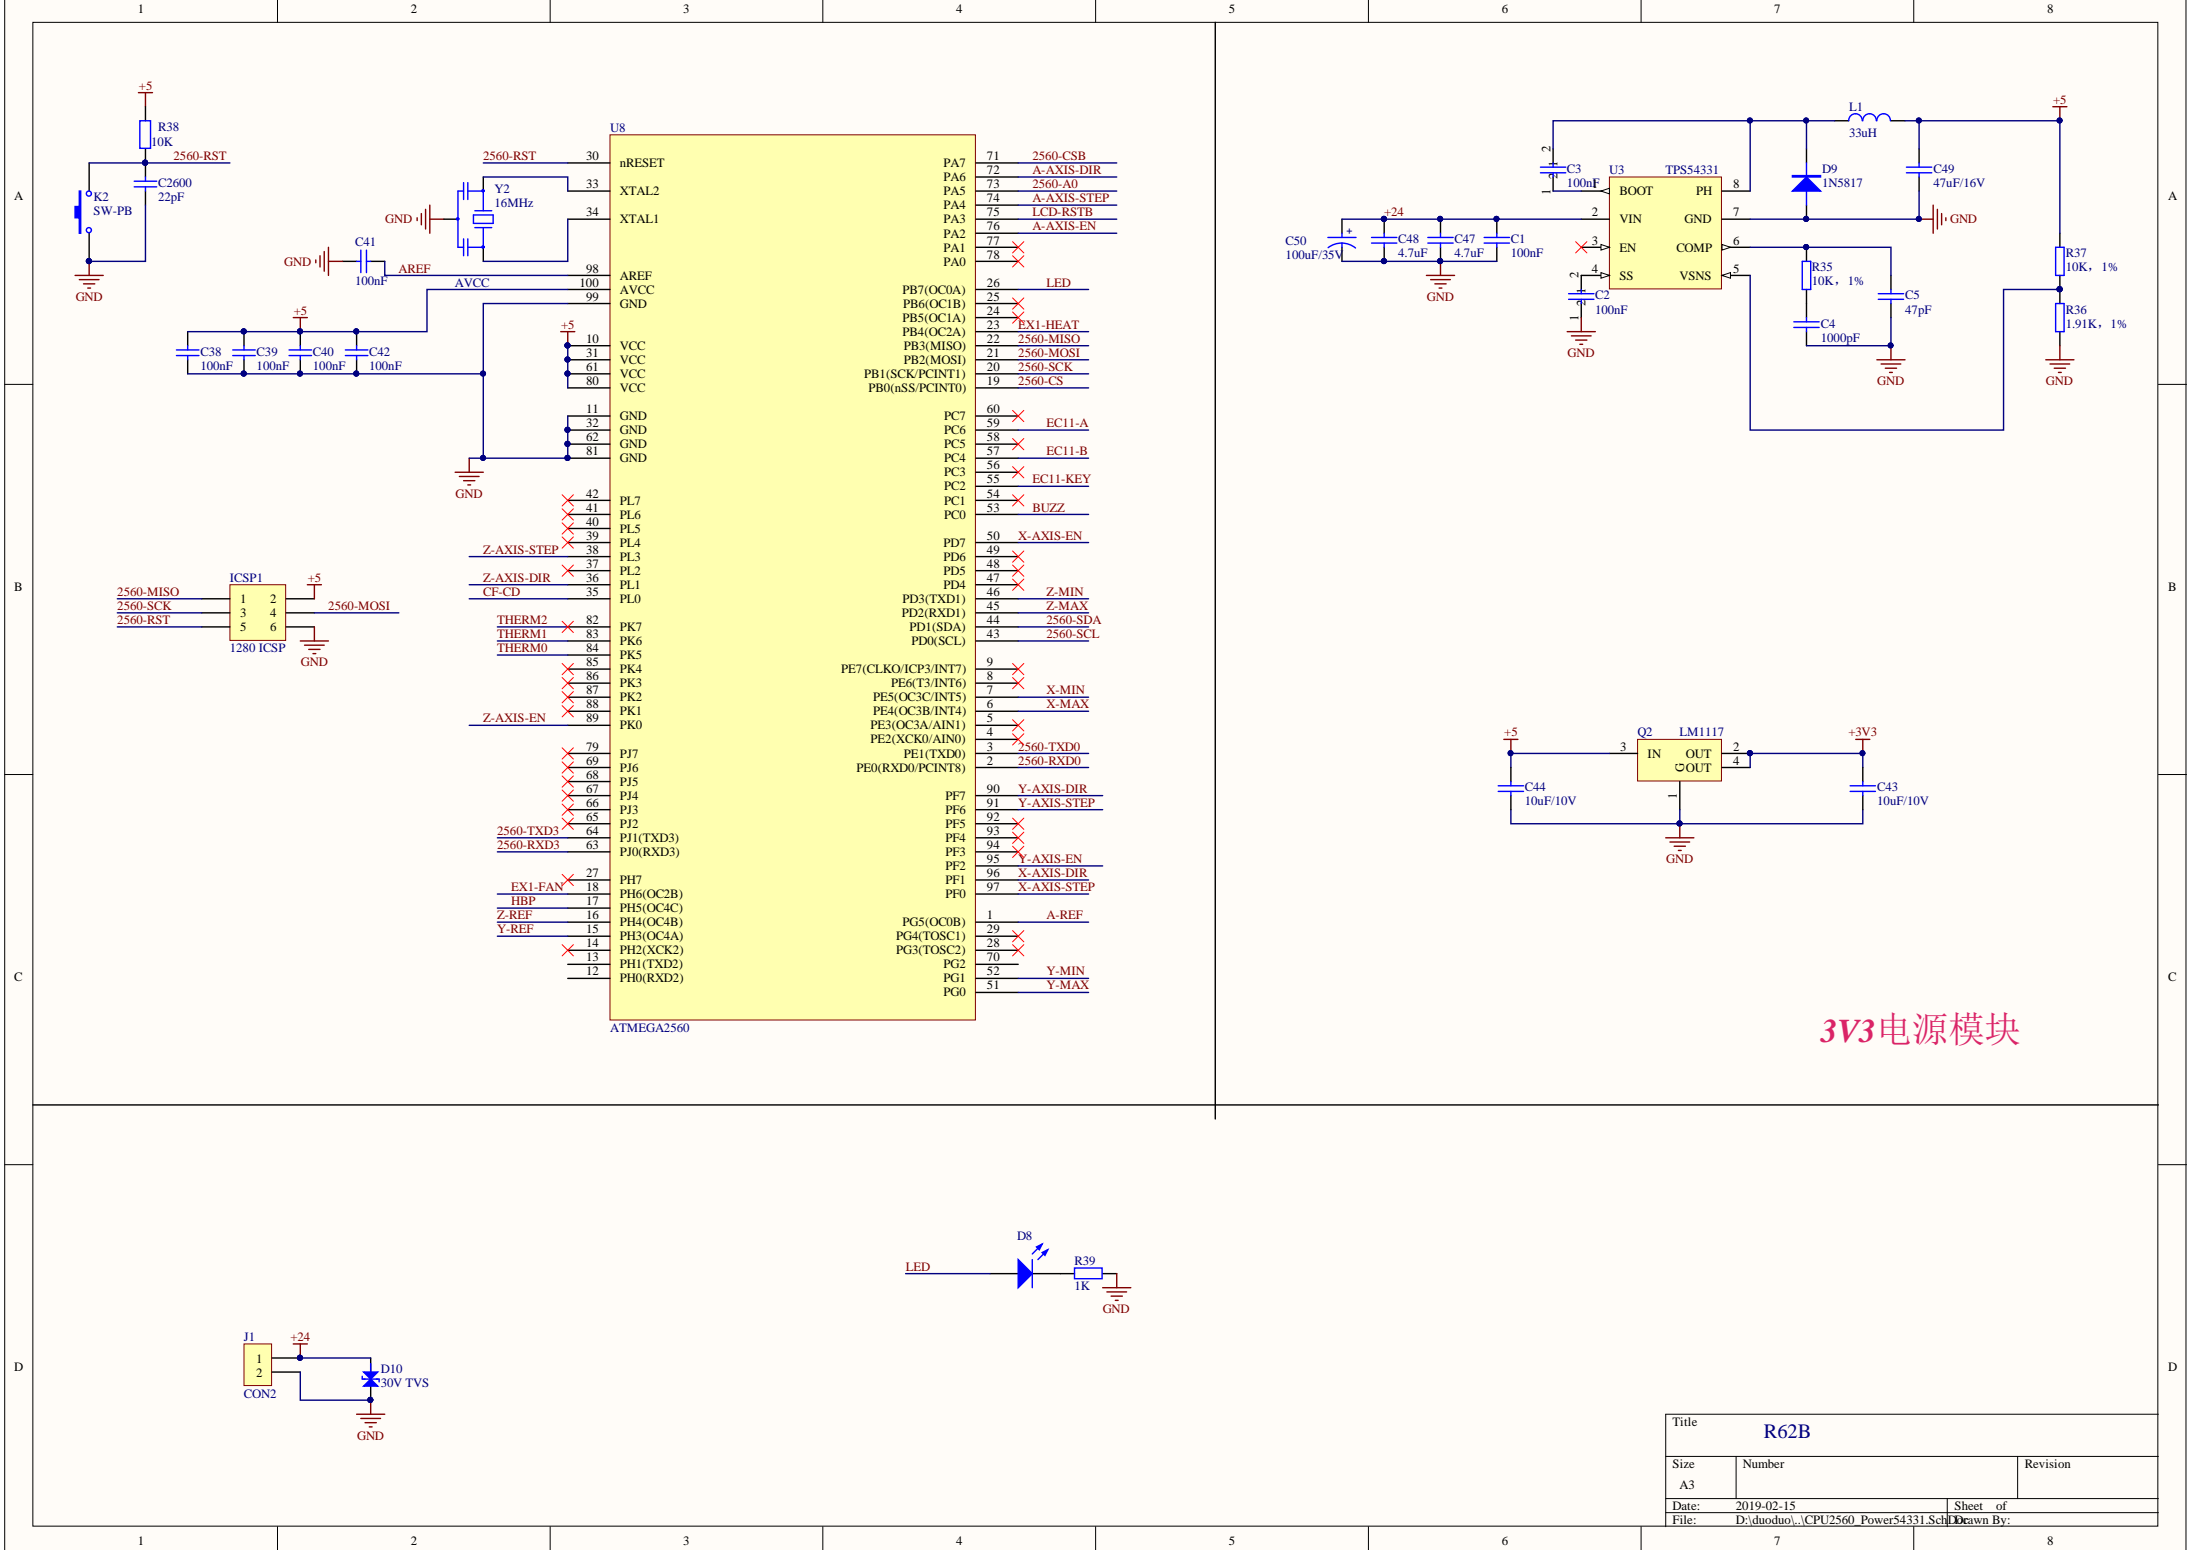 1 2 3 4 5 6 7 8
A
B
C
D
+5
R38
10K
2560-RST
C2600
22pF
K2
SW-PB
GND
C41
100nF
GND
AREF
AVCC
GND
Y2
16MHz
2560-RST
+5
C38
100nF
C39
100nF
C40
100nF
C42
100nF
+5
GND
ICSP1
2560-MISO 1 2 +5
2560-SCK 3 4 2560-MOSI
2560-RST 5 6
1280 ICSP
GND
U8
30 nRESET
33 XTAL2
34 XTAL1
98 AREF
100 AVCC
99 GND
10 VCC
31 VCC
61 VCC
80 VCC
11 GND
32 GND
62 GND
81 GND
42 PL7
41 PL6
40 PL5
39 PL4
Z-AXIS-STEP 38 PL3
37 PL2
Z-AXIS-DIR 36 PL1
CF-CD 35 PL0
THERM2 82 PK7
THERM1 83 PK6
THERM0 84 PK5
85 PK4
86 PK3
87 PK2
88 PK1
Z-AXIS-EN 89 PK0
79 PJ7
69 PJ6
68 PJ5
67 PJ4
66 PJ3
65 PJ2
2560-TXD3 64 PJ1(TXD3)
2560-RXD3 63 PJ0(RXD3)
27 PH7
EX1-FAN 18 PH6(OC2B)
HBP 17 PH5(OC4C)
Z-REF 16 PH4(OC4B)
Y-REF 15 PH3(OC4A)
14 PH2(XCK2)
13 PH1(TXD2)
12 PH0(RXD2)
PA7 71 2560-CSB
PA6 72 A-AXIS-DIR
PA5 73 2560-A0
PA4 74 A-AXIS-STEP
PA3 75 LCD-RSTB
PA2 76 A-AXIS-EN
PA1 77
PA0 78
PB7(OC0A) 26 LED
PB6(OC1B) 25
PB5(OC1A) 24
PB4(OC2A) 23 EX1-HEAT
PB3(MISO) 22 2560-MISO
PB2(MOSI) 21 2560-MOSI
PB1(SCK/PCINT1) 20 2560-SCK
PB0(nSS/PCINT0) 19 2560-CS
PC7 60
PC6 59 EC11-A
PC5 58
PC4 57 EC11-B
PC3 56
PC2 55 EC11-KEY
PC1 54
PC0 53 BUZZ
PD7 50 X-AXIS-EN
PD6 49
PD5 48
PD4 47
PD3(TXD1) 46 Z-MIN
PD2(RXD1) 45 Z-MAX
PD1(SDA) 44 2560-SDA
PD0(SCL) 43 2560-SCL
PE7(CLKO/ICP3/INT7) 9
PE6(T3/INT6) 8
PE5(OC3C/INT5) 7 X-MIN
PE4(OC3B/INT4) 6 X-MAX
PE3(OC3A/AIN1) 5
PE2(XCK0/AIN0) 4
PE1(TXD0) 3 2560-TXD0
PE0(RXD0/PCINT8) 2 2560-RXD0
PF7 90 Y-AXIS-DIR
PF6 91 Y-AXIS-STEP
PF5 92
PF4 93
PF3 94
PF2 95 Y-AXIS-EN
PF1 96 X-AXIS-DIR
PF0 97 X-AXIS-STEP
PG5(OC0B) 1 A-REF
PG4(TOSC1) 29
PG3(TOSC2) 28
PG2 70
PG1 52 Y-MIN
PG0 51 Y-MAX
ATMEGA2560
+24
C50
100uF/35V
+
C48
4.7uF
C47
4.7uF
C1
100nF
GND
2
C3
100nF
1
U3 TPS54331
1 BOOT PH 8
2 VIN GND 7
3 EN COMP 6
4 SS VSNS 5
2
C2
100nF
1
GND
L1
33uH
D9
1N5817
C49
47uF/16V
GND
+5
R35
10K，1%
C4
1000pF
C5
47pF
GND
R37
10K，1%
R36
1.91K，1%
GND
+5
Q2 LM1117
3 IN OUT 2
G OUT 4
1
+3V3
C44
10uF/10V
C43
10uF/10V
GND
3V3电源模块
LED
D8
R39
1K
GND
J1
+24
1
2
CON2
D10
30V TVS
GND
Title
R62B
Size Number Revision
A3
Date: 2019-02-15 Sheet of
File: D:\duoduo\..\CPU2560_Power54331.SchDoc Drawn By:
A
B
C
D
1 2 3 4 5 6 7 8